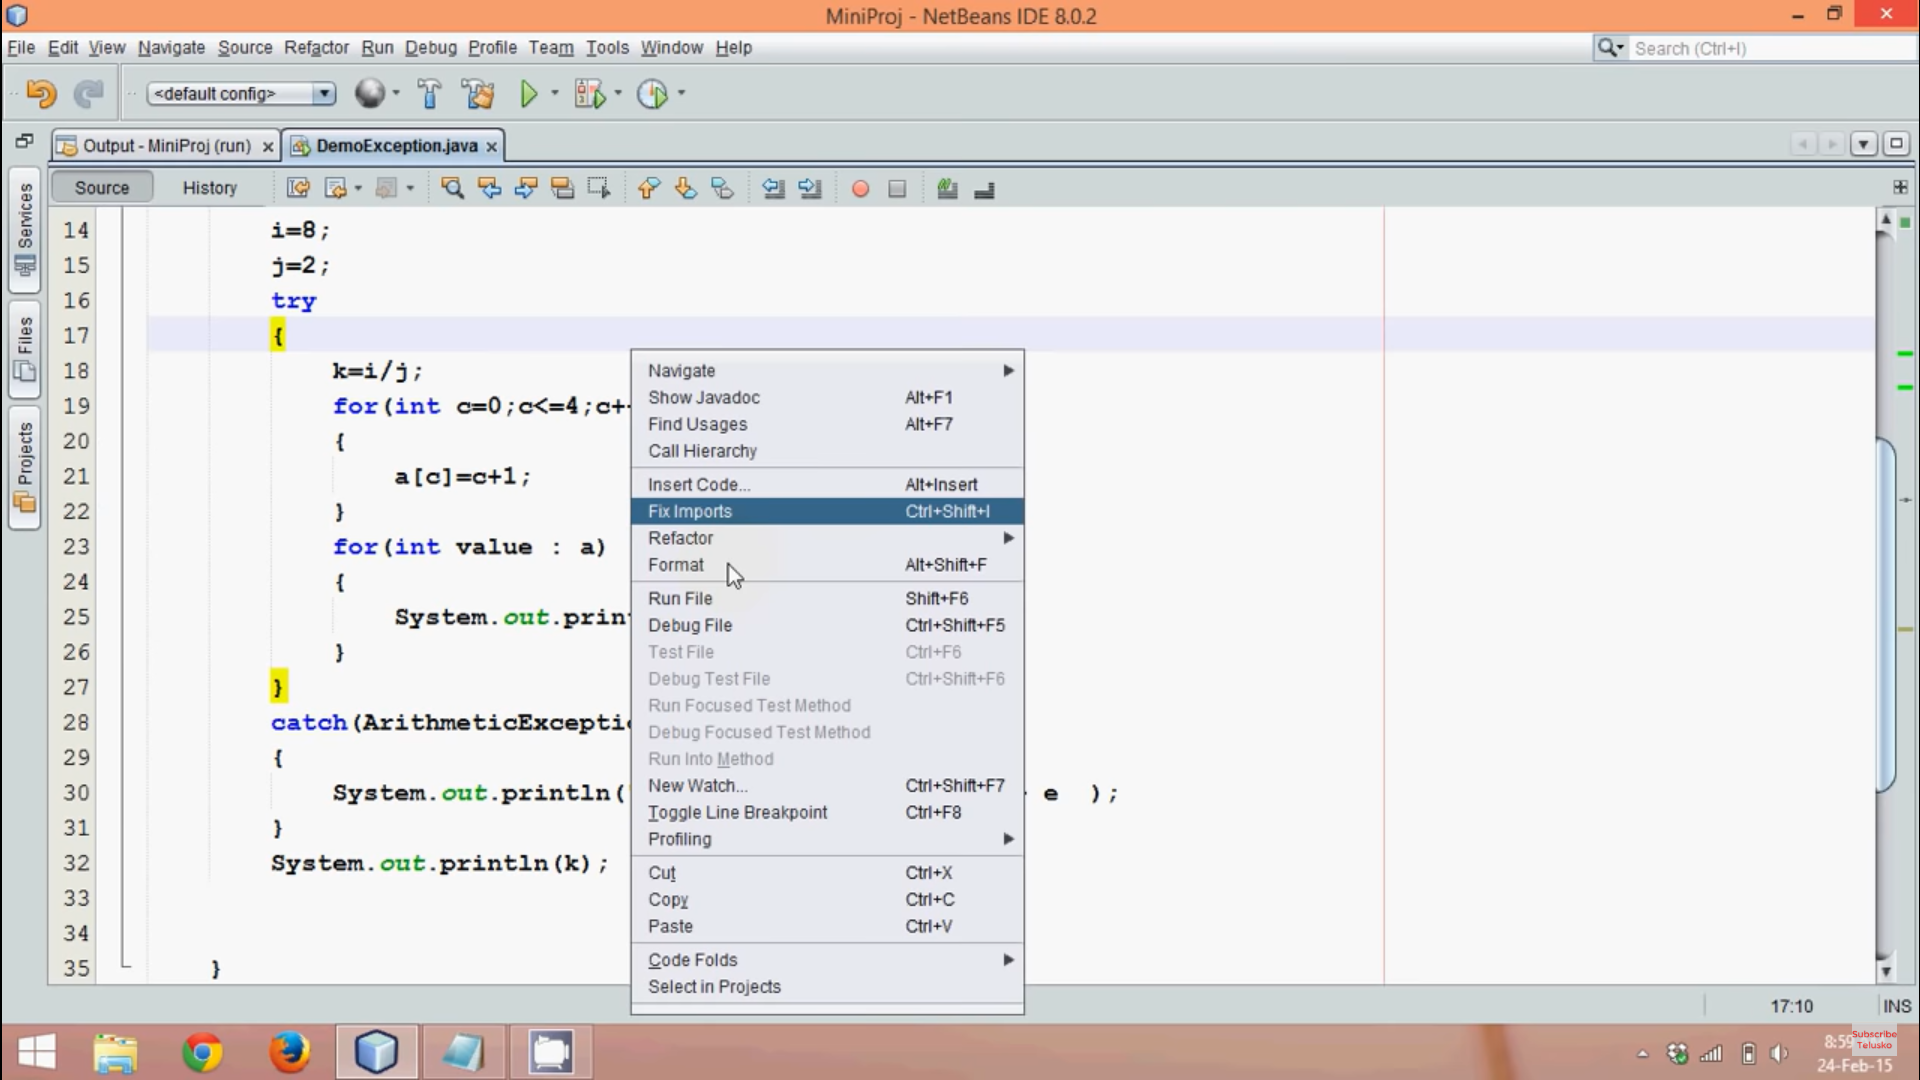 MiniProj - NetBeans IDE 8.0.2
File Edit View Navigate Source Refactor Run Debug Profile Team Tools Window Help
Search (Ctrl+I)
<default config>
Output - MiniProj (run)
DemoException.java
Source History
Services
Files
Projects
14 i=8;
15 j=2;
16 try
17 {
18 k=i/j;
19 for(int c=0;c<=4;c+
20 {
21 a[c]=c+1;
22 }
23 for(int value : a)
24 {
25 System.out.print
26 }
27 }
28 catch(ArithmeticExcepti
29 {
30 System.out.println( e );
31 }
32 System.out.println(k);
33
34
35 }
Navigate
Show Javadoc Alt+F1
Find Usages Alt+F7
Call Hierarchy
Insert Code... Alt+Insert
Fix Imports Ctrl+Shift+I
Refactor
Format Alt+Shift+F
Run File Shift+F6
Debug File Ctrl+Shift+F5
Test File Ctrl+F6
Debug Test File Ctrl+Shift+F6
Run Focused Test Method
Debug Focused Test Method
Run Into Method
New Watch... Ctrl+Shift+F7
Toggle Line Breakpoint Ctrl+F8
Profiling
Cut Ctrl+X
Copy Ctrl+C
Paste Ctrl+V
Code Folds
Select in Projects
17:10 INS
8:59
Subscribe
Telusko
24-Feb-15